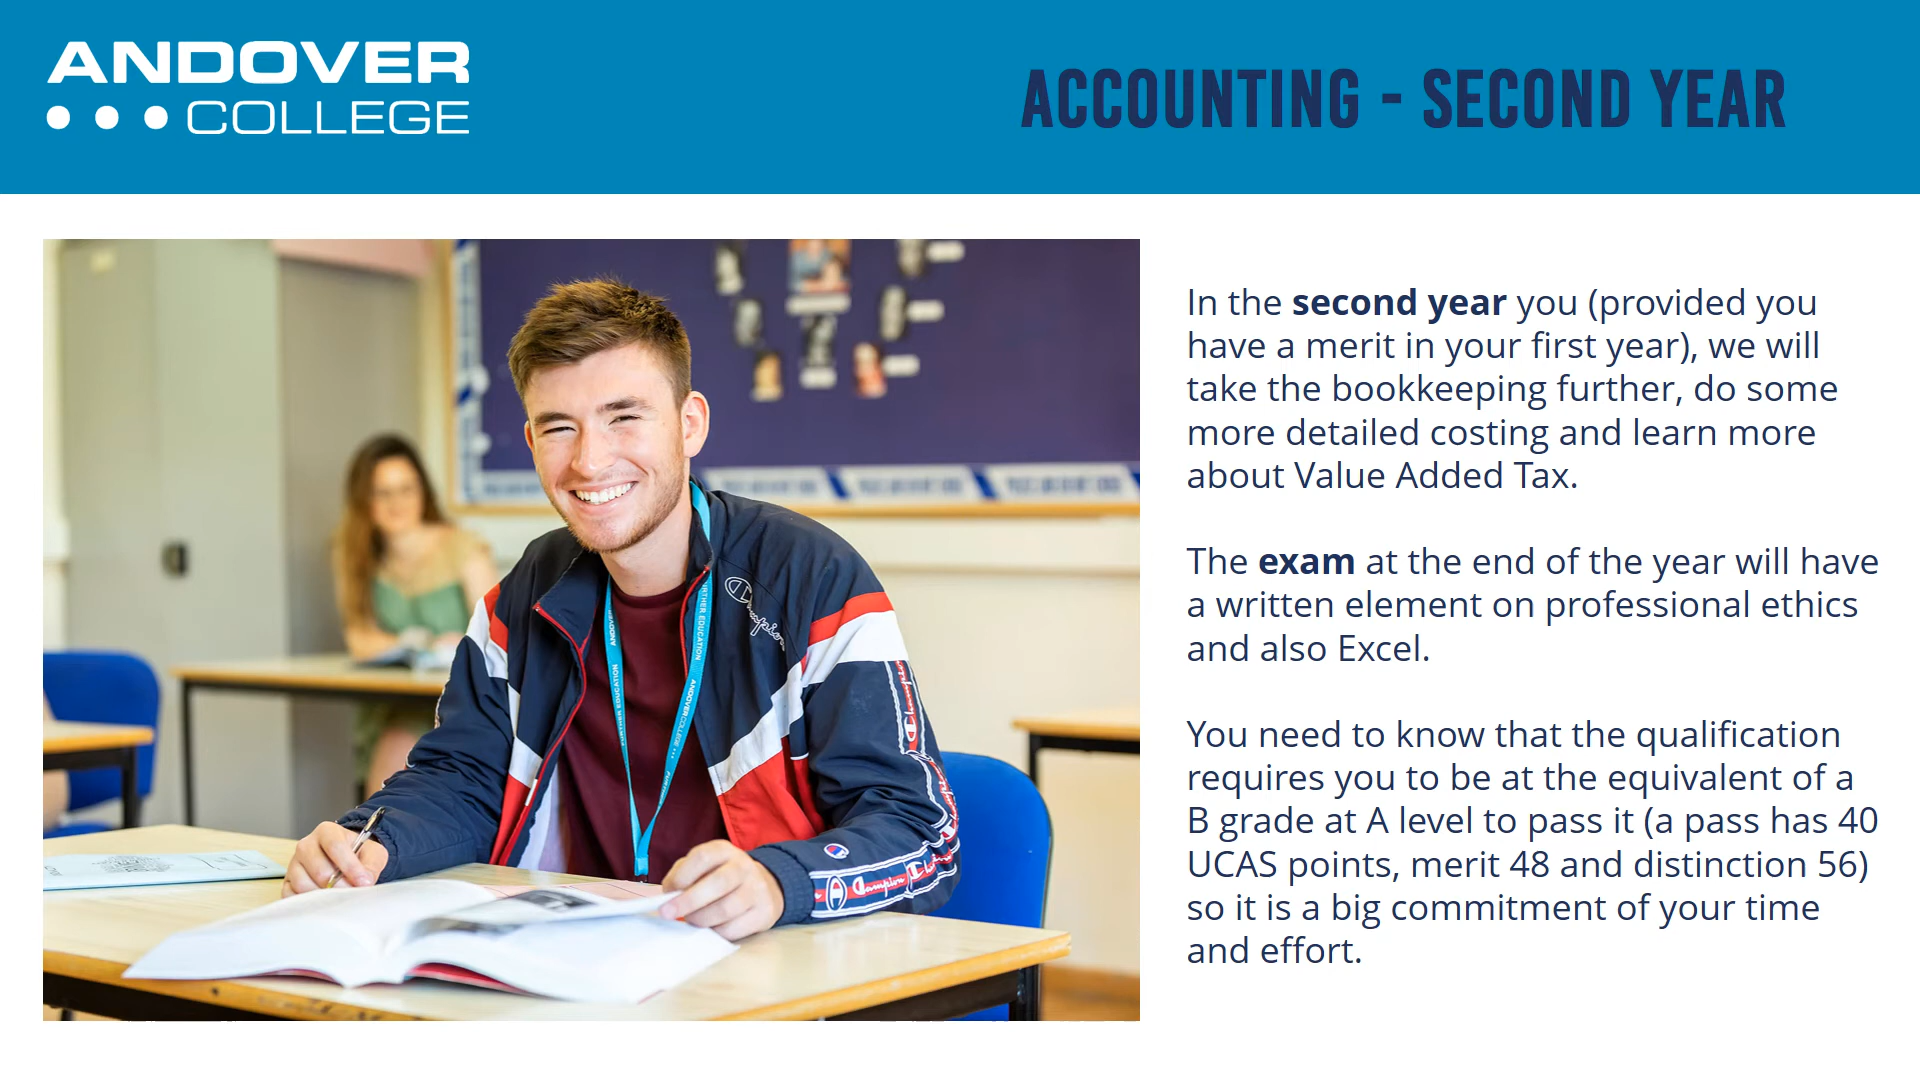 ANDOVER
COLLEGE
ACCOUNTING - SECOND YEAR
In the second year you (provided you
have a merit in your first year), we will
take the bookkeeping further, do some
more detailed costing and learn more
about Value Added Tax.
The exam at the end of the year will have
a written element on professional ethics
and also Excel.
You need to know that the qualification
requires you to be at the equivalent of a
B grade at A level to pass it (a pass has 40
UCAS points, merit 48 and distinction 56)
so it is a big commitment of your time
and effort.
Champion
ANDOVER COLLEGE
Champion